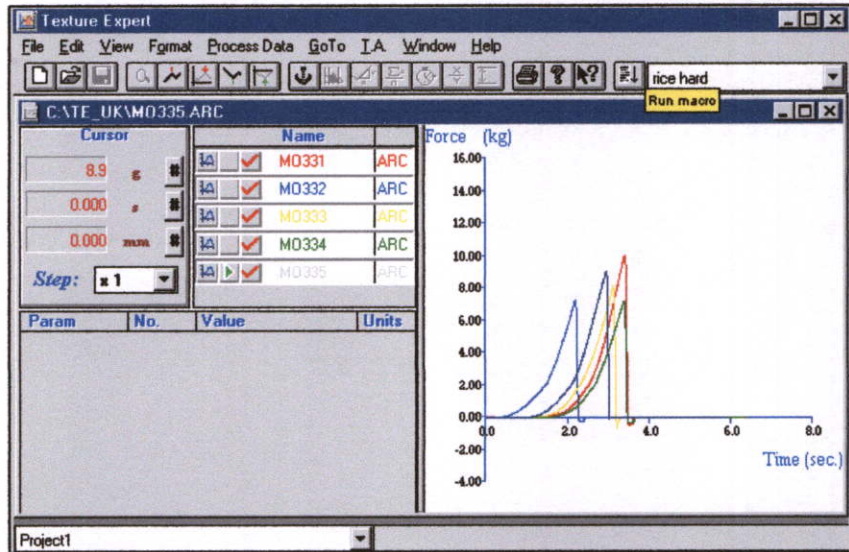 Texture Expert
File Edit View Format Process Data GoTo T.A. Window Help
rice hard
Run macro
C:\TE_UK\MO335.ARC
Cursor
8.9 g #
0.000 s #
0.000 mm #
Step: x 1
Name
MO331 ARC
MO332 ARC
MO333 ARC
MO334 ARC
MO335 ARC
Param No. Value Units
Force (kg)
16.00
14.00
12.00
10.00
8.00
6.00
4.00
2.00
0.00
-2.00
-4.00
0.0 2.0 4.0 6.0 8.0
Time (sec.)
Project1